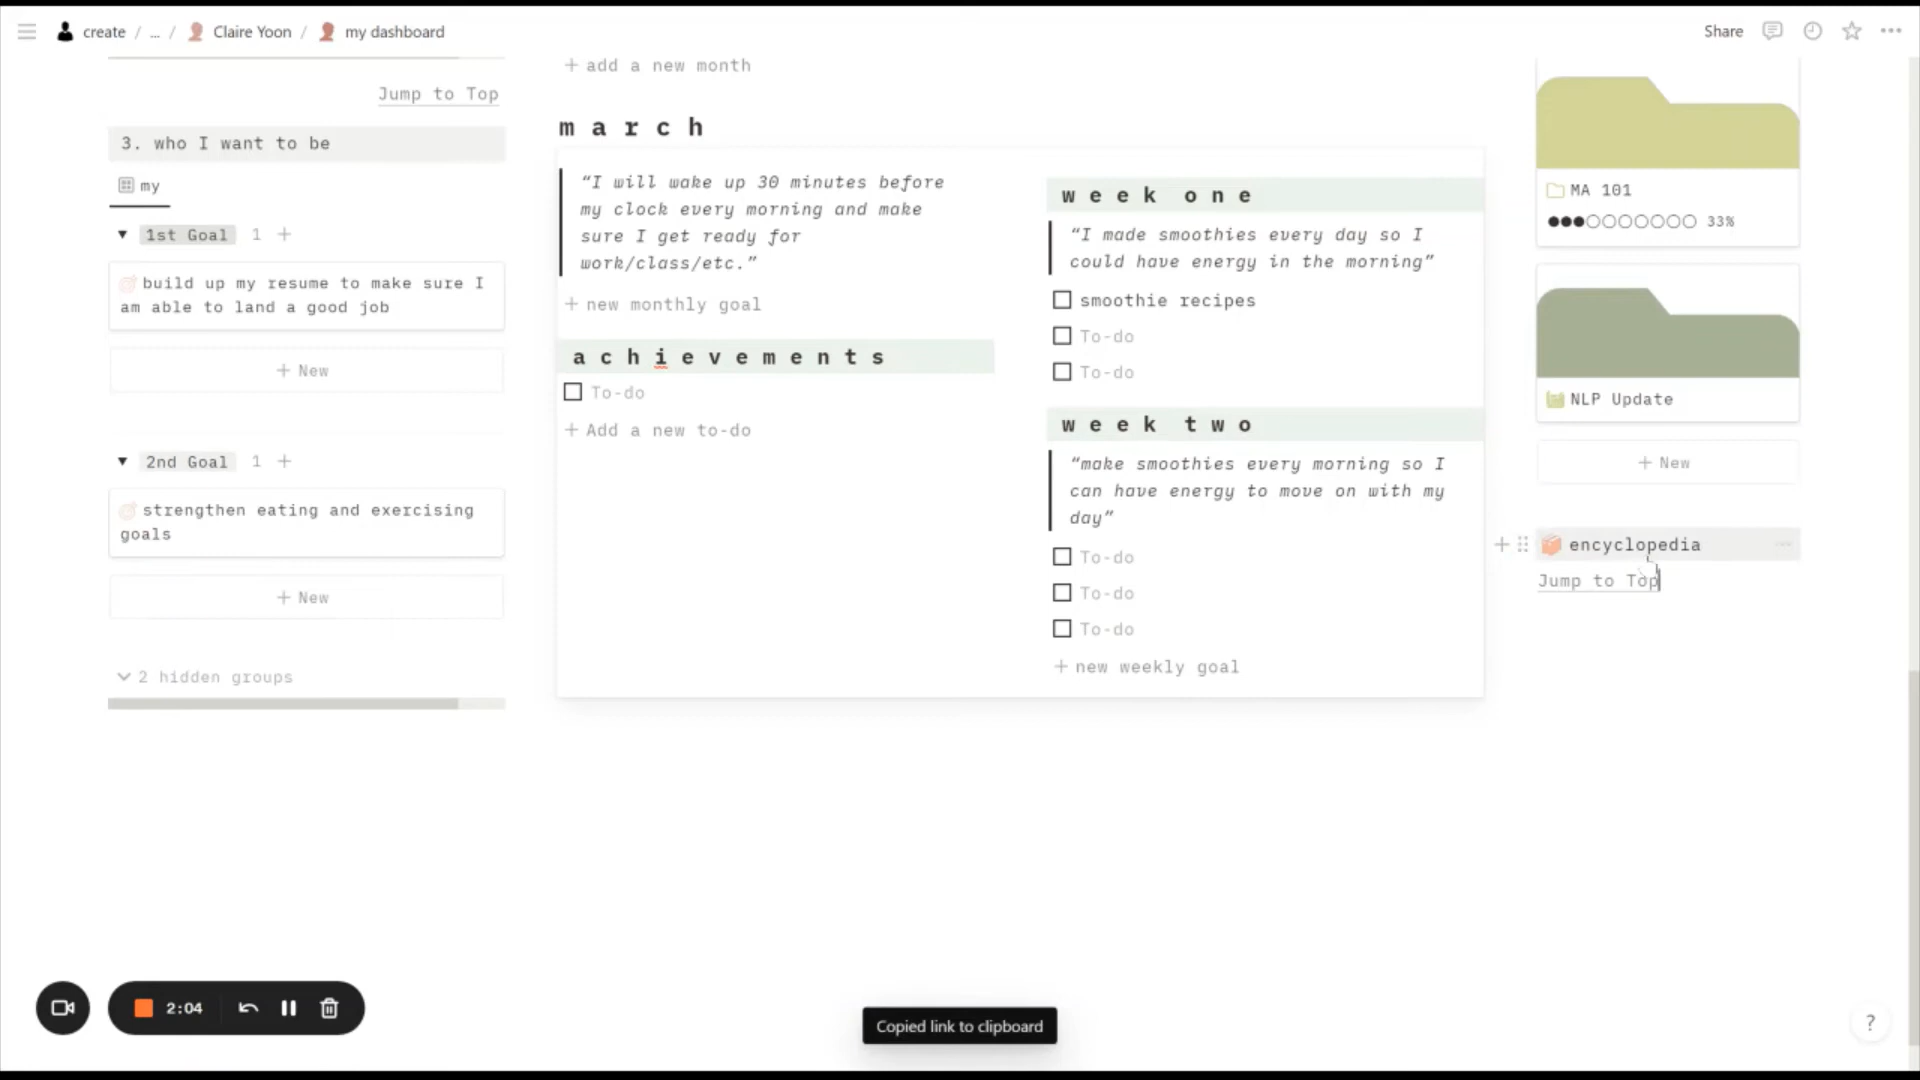 create / ... / Claire Yoon / my dashboard
Share
Jump to Top
3. who I want to be
my
1st Goal 1 +
build up my resume to make sure I
am able to land a good job
+ New
2nd Goal 1 +
strengthen eating and exercising
goals
+ New
2 hidden groups
+ add a new month
march
“I will wake up 30 minutes before
my clock every morning and make
sure I get ready for
work/class/etc.”
+ new monthly goal
achievements
To-do
+ Add a new to-do
week one
“I made smoothies every day so I
could have energy in the morning”
smoothie recipes
To-do
To-do
week two
“make smoothies every morning so I
can have energy to move on with my
day”
To-do
To-do
To-do
+ new weekly goal
MA 101
33%
NLP Update
+ New
encyclopedia
Jump to Top
2:04
Copied link to clipboard
?